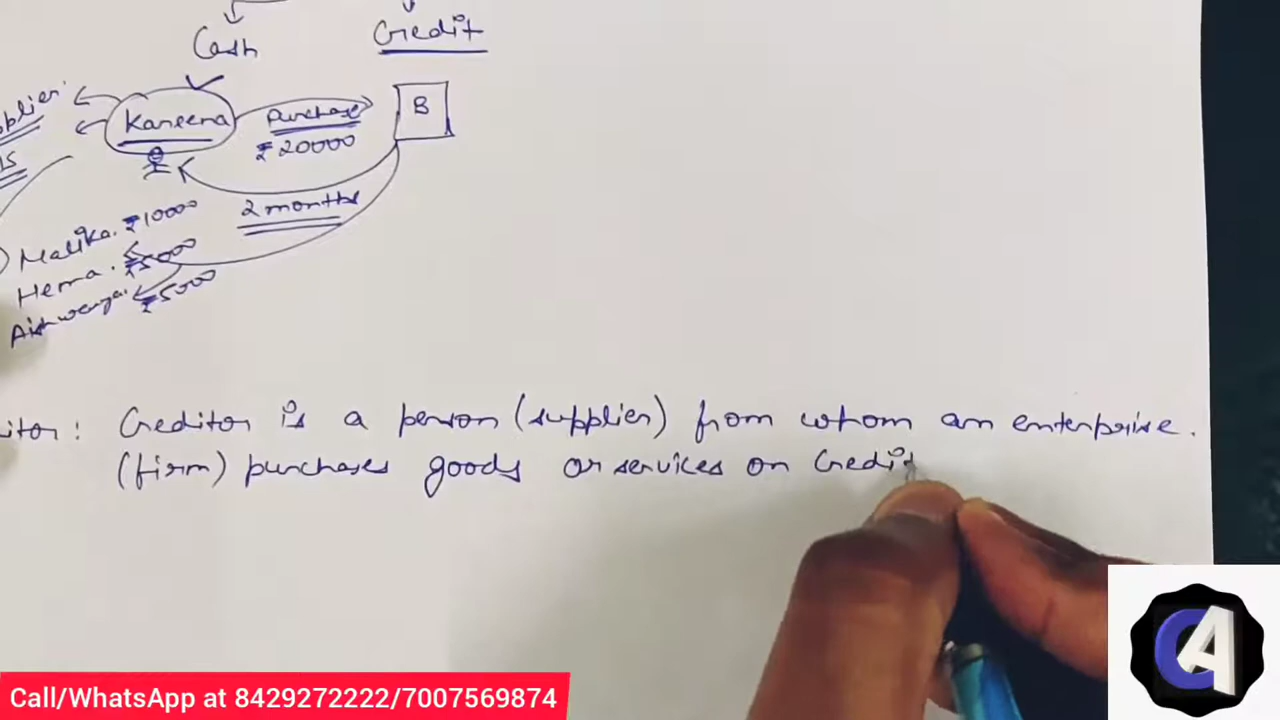 Cash
Credit
Kareena
Purchase
B
₹20000
2 months
Malika. ₹10000
Hema. ₹5000
₹5000
Creditor is a person (supplier) from whom an enterprise.
(firm) purchases goods or services on Credit
Call/WhatsApp at 8429272222/7007569874
CA